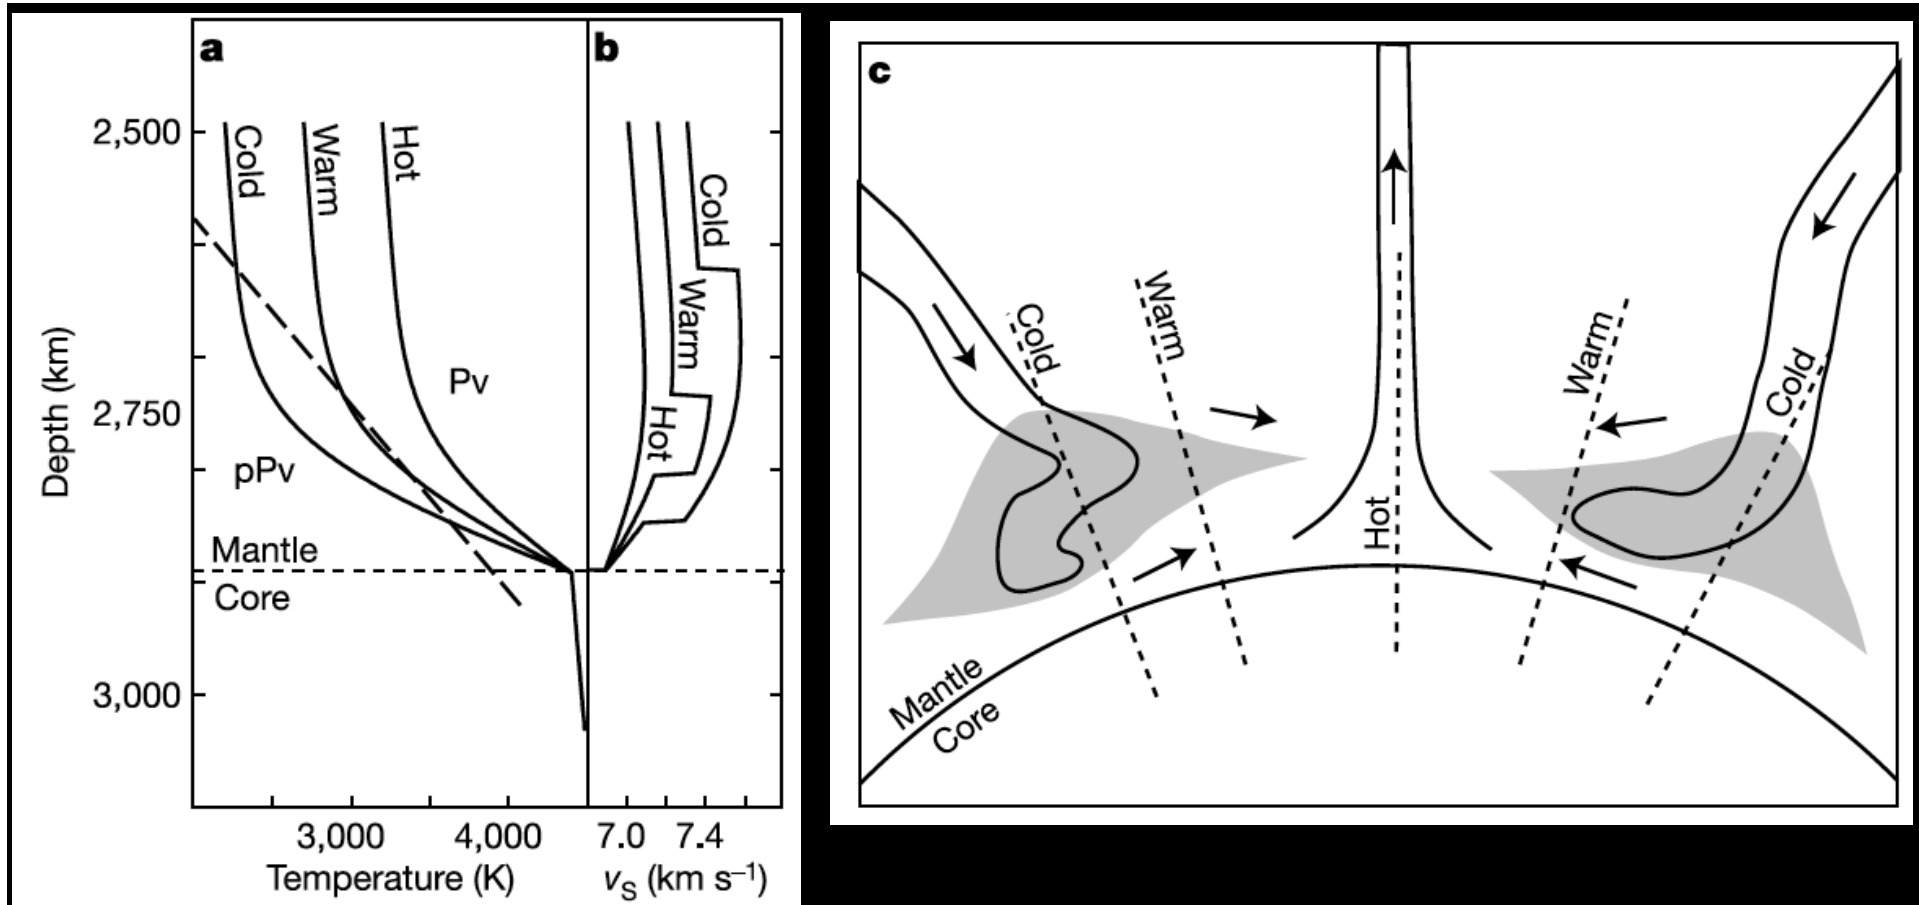 a
Cold
Warm
Hot
2,500
2,750
3,000
Depth (km)
Pv
pPv
Mantle
Core
3,000
4,000
Temperature (K)
b
Cold
Warm
Hot
7.0
7.4
vS (km s–1)
c
Cold
Warm
Hot
Warm
Cold
Mantle
Core